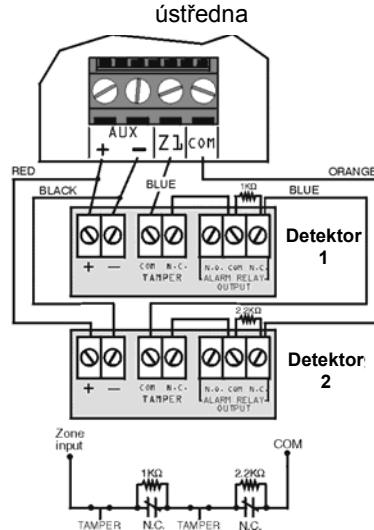 ústředna
AUX
+ − Z1 COM
RED
ORANGE
BLACK
BLUE
1KΩ
BLUE
Detektor
1
+ − COM N.C. N.O. COM N.C.
TAMPER
ALARM RELAY
OUTPUT
2.2KΩ
Detektor
2
+ − COM N.C. N.O. COM N.C.
TAMPER
ALARM RELAY
OUTPUT
Zone
input
COM
1KΩ
2.2KΩ
TAMPER N.C. TAMPER N.C.